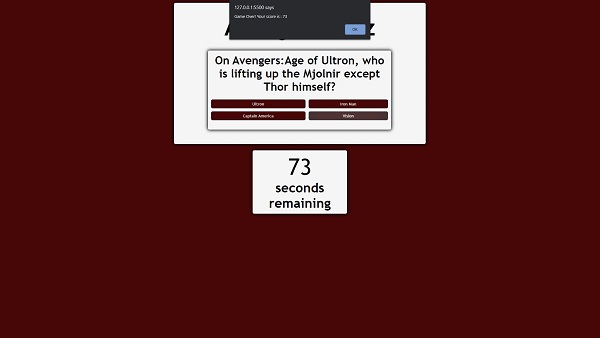 127.0.0.1:5500 says
Game Over! Your score is : 73
OK
On Avengers:Age of Ultron, who
is lifting up the Mjolnir except
Thor himself?
Ultron
Iron Man
Captain America
Vision
73
seconds
remaining